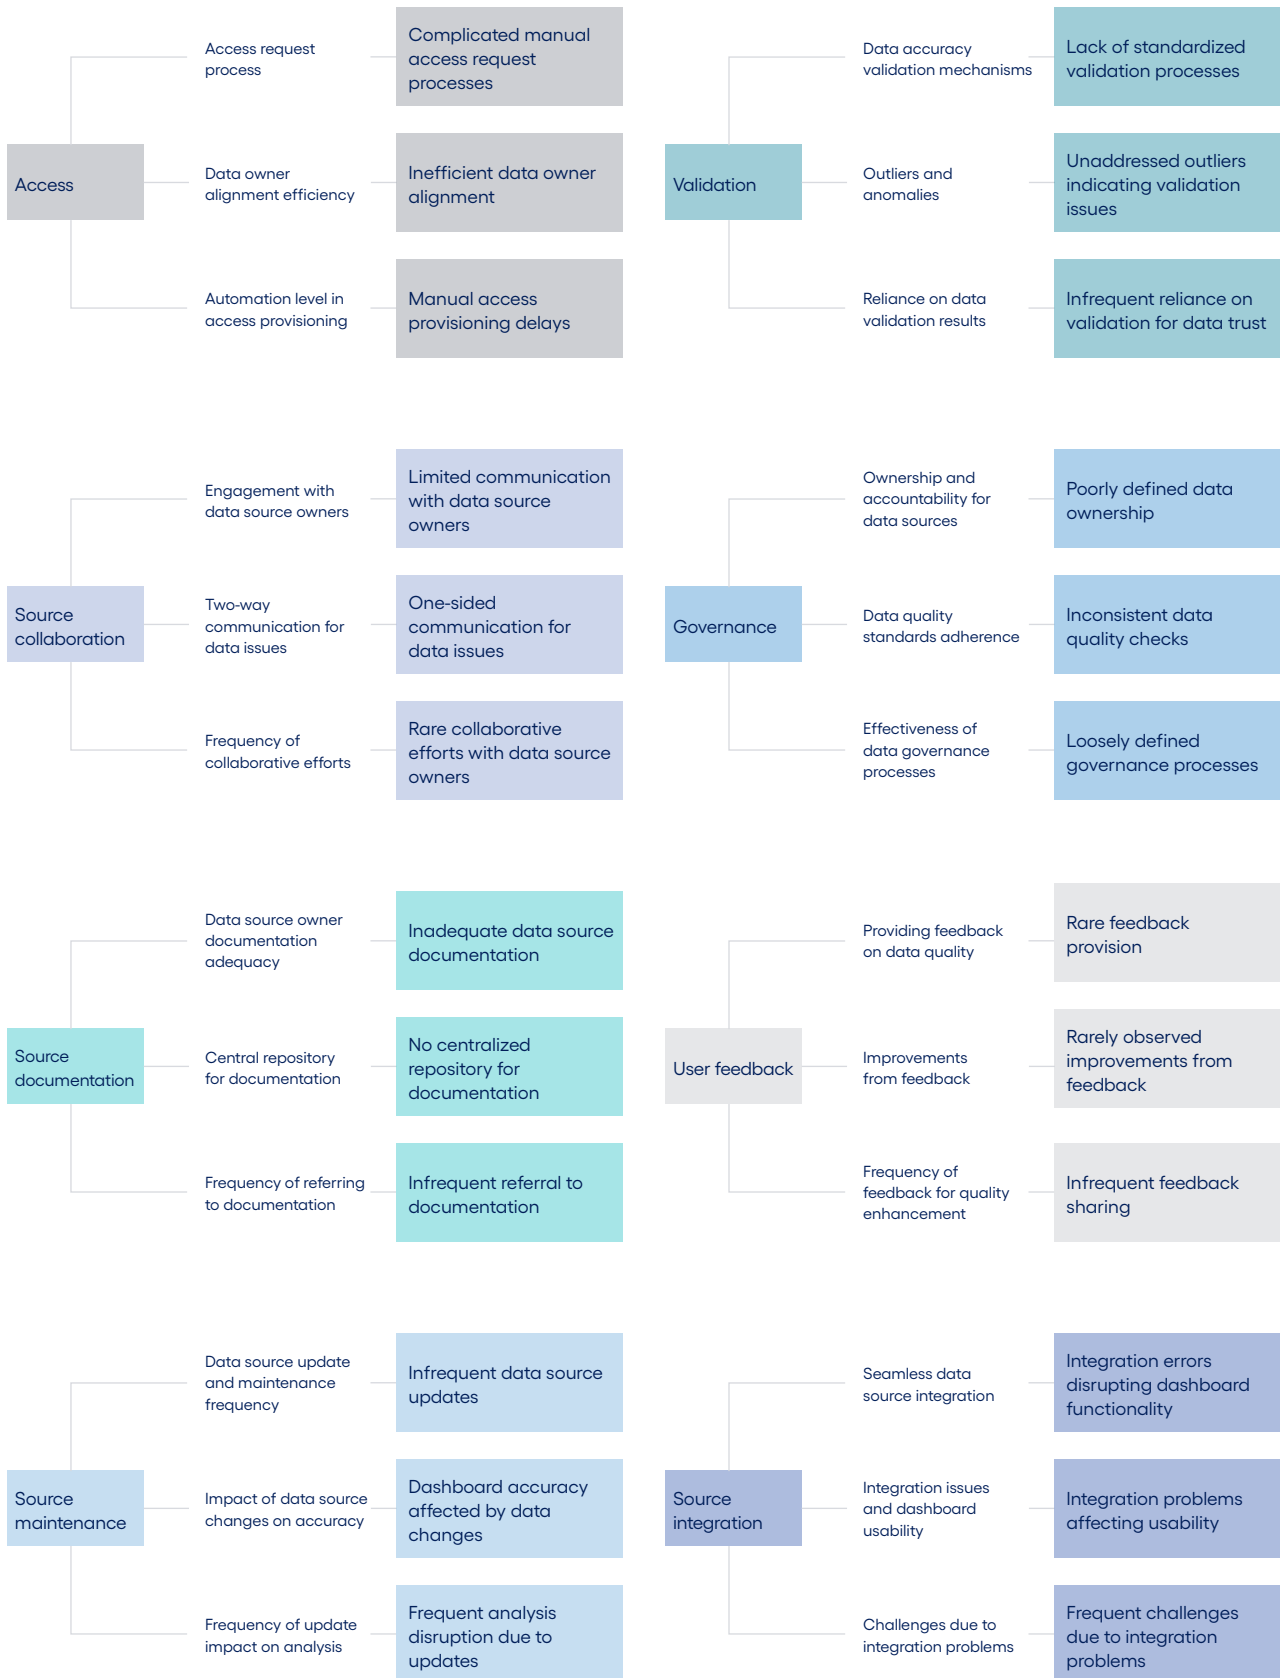 Access
Access request
process
Complicated manual
access request
processes
Data owner
alignment efficiency
Inefficient data owner
alignment
Automation level in
access provisioning
Manual access
provisioning delays
Validation
Data accuracy
validation mechanisms
Lack of standardized
validation processes
Outliers and
anomalies
Unaddressed outliers
indicating validation
issues
Reliance on data
validation results
Infrequent reliance on
validation for data trust
Source
collaboration
Engagement with
data source owners
Limited communication
with data source
owners
Two-way
communication for
data issues
One-sided
communication for
data issues
Frequency of
collaborative efforts
Rare collaborative
efforts with data source
owners
Governance
Ownership and
accountability for
data sources
Poorly defined data
ownership
Data quality
standards adherence
Inconsistent data
quality checks
Effectiveness of
data governance
processes
Loosely defined
governance processes
Source
documentation
Data source owner
documentation
adequacy
Inadequate data source
documentation
Central repository
for documentation
No centralized
repository for
documentation
Frequency of referring
to documentation
Infrequent referral to
documentation
User feedback
Providing feedback
on data quality
Rare feedback
provision
Improvements
from feedback
Rarely observed
improvements from
feedback
Frequency of
feedback for quality
enhancement
Infrequent feedback
sharing
Source
maintenance
Data source update
and maintenance
frequency
Infrequent data source
updates
Impact of data source
changes on accuracy
Dashboard accuracy
affected by data
changes
Frequency of update
impact on analysis
Frequent analysis
disruption due to
updates
Source
integration
Seamless data
source integration
Integration errors
disrupting dashboard
functionality
Integration issues
and dashboard
usability
Integration problems
affecting usability
Challenges due to
integration problems
Frequent challenges
due to integration
problems